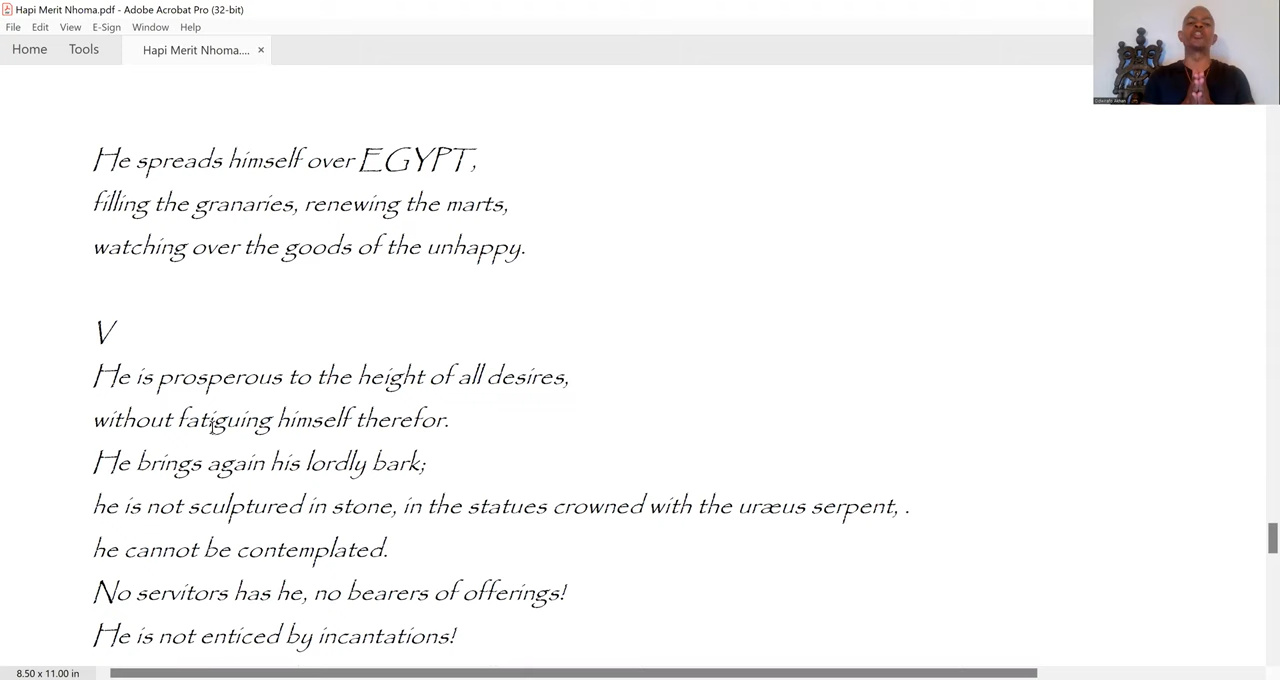 Hapi Merit Nhoma.pdf - Adobe Acrobat Pro (32-bit)
File Edit View E-Sign Window Help
Home Tools Hapi Merit Nhoma.... ×
He spreads himself over EGYPT,
filling the granaries, renewing the marts,
watching over the goods of the unhappy.
V
He is prosperous to the height of all desires,
without fatiguing himself therefor.
He brings again his lordly bark;
he is not sculptured in stone, in the statues crowned with the uræus serpent, .
he cannot be contemplated.
No servitors has he, no bearers of offerings!
He is not enticed by incantations!
8.50 x 11.00 in